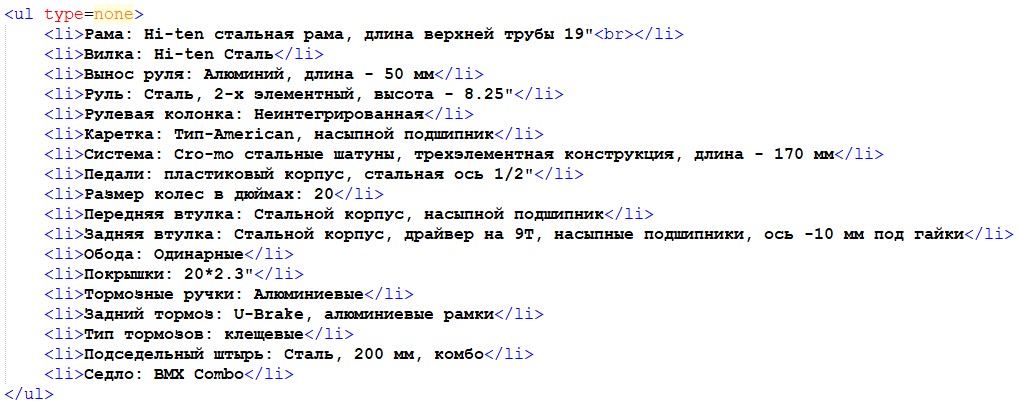 <ul type=none>
<li>Рама: Hi-ten стальная рама, длина верхней трубы 19"<br></li>
<li>Вилка: Hi-ten Сталь</li>
<li>Вынос руля: Алюминий, длина - 50 мм</li>
<li>Руль: Сталь, 2-х элементный, высота - 8.25"</li>
<li>Рулевая колонка: Неинтегрированная</li>
<li>Каретка: Тип-American, насыпной подшипник</li>
<li>Система: Cro-mo стальные шатуны, трехэлементная конструкция, длина - 170 мм</li>
<li>Педали: пластиковый корпус, стальная ось 1/2"</li>
<li>Размер колес в дюймах: 20</li>
<li>Передняя втулка: Стальной корпус, насыпной подшипник</li>
<li>Задняя втулка: Стальной корпус, драйвер на 9Т, насыпные подшипники, ось -10 мм под гайки</li>
<li>Обода: Одинарные</li>
<li>Покрышки: 20*2.3"</li>
<li>Тормозные ручки: Алюминиевые</li>
<li>Задний тормоз: U-Brake, алюминиевые рамки</li>
<li>Тип тормозов: клещевые</li>
<li>Подседельный штырь: Сталь, 200 мм, комбо</li>
<li>Седло: BMX Combo</li>
</ul>